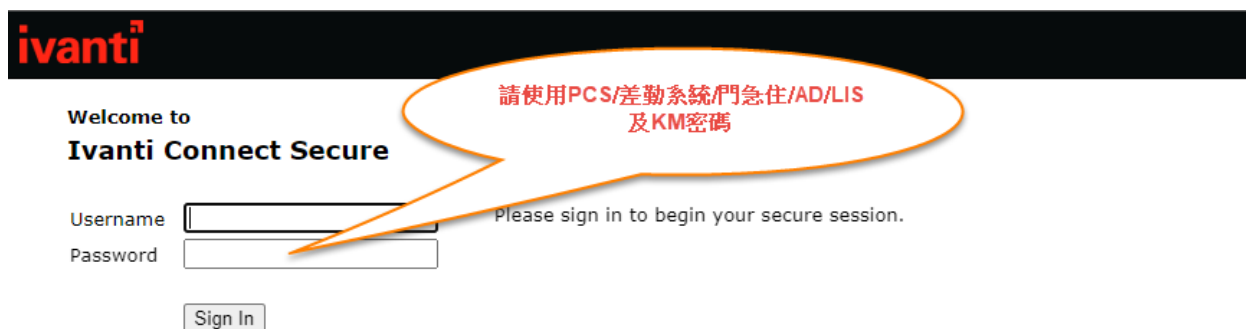 ivanti
請使用PCS/差勤系統/門急住/AD/LIS
及KM密碼
Welcome to
Ivanti Connect Secure
Username
Please sign in to begin your secure session.
Password
Sign In